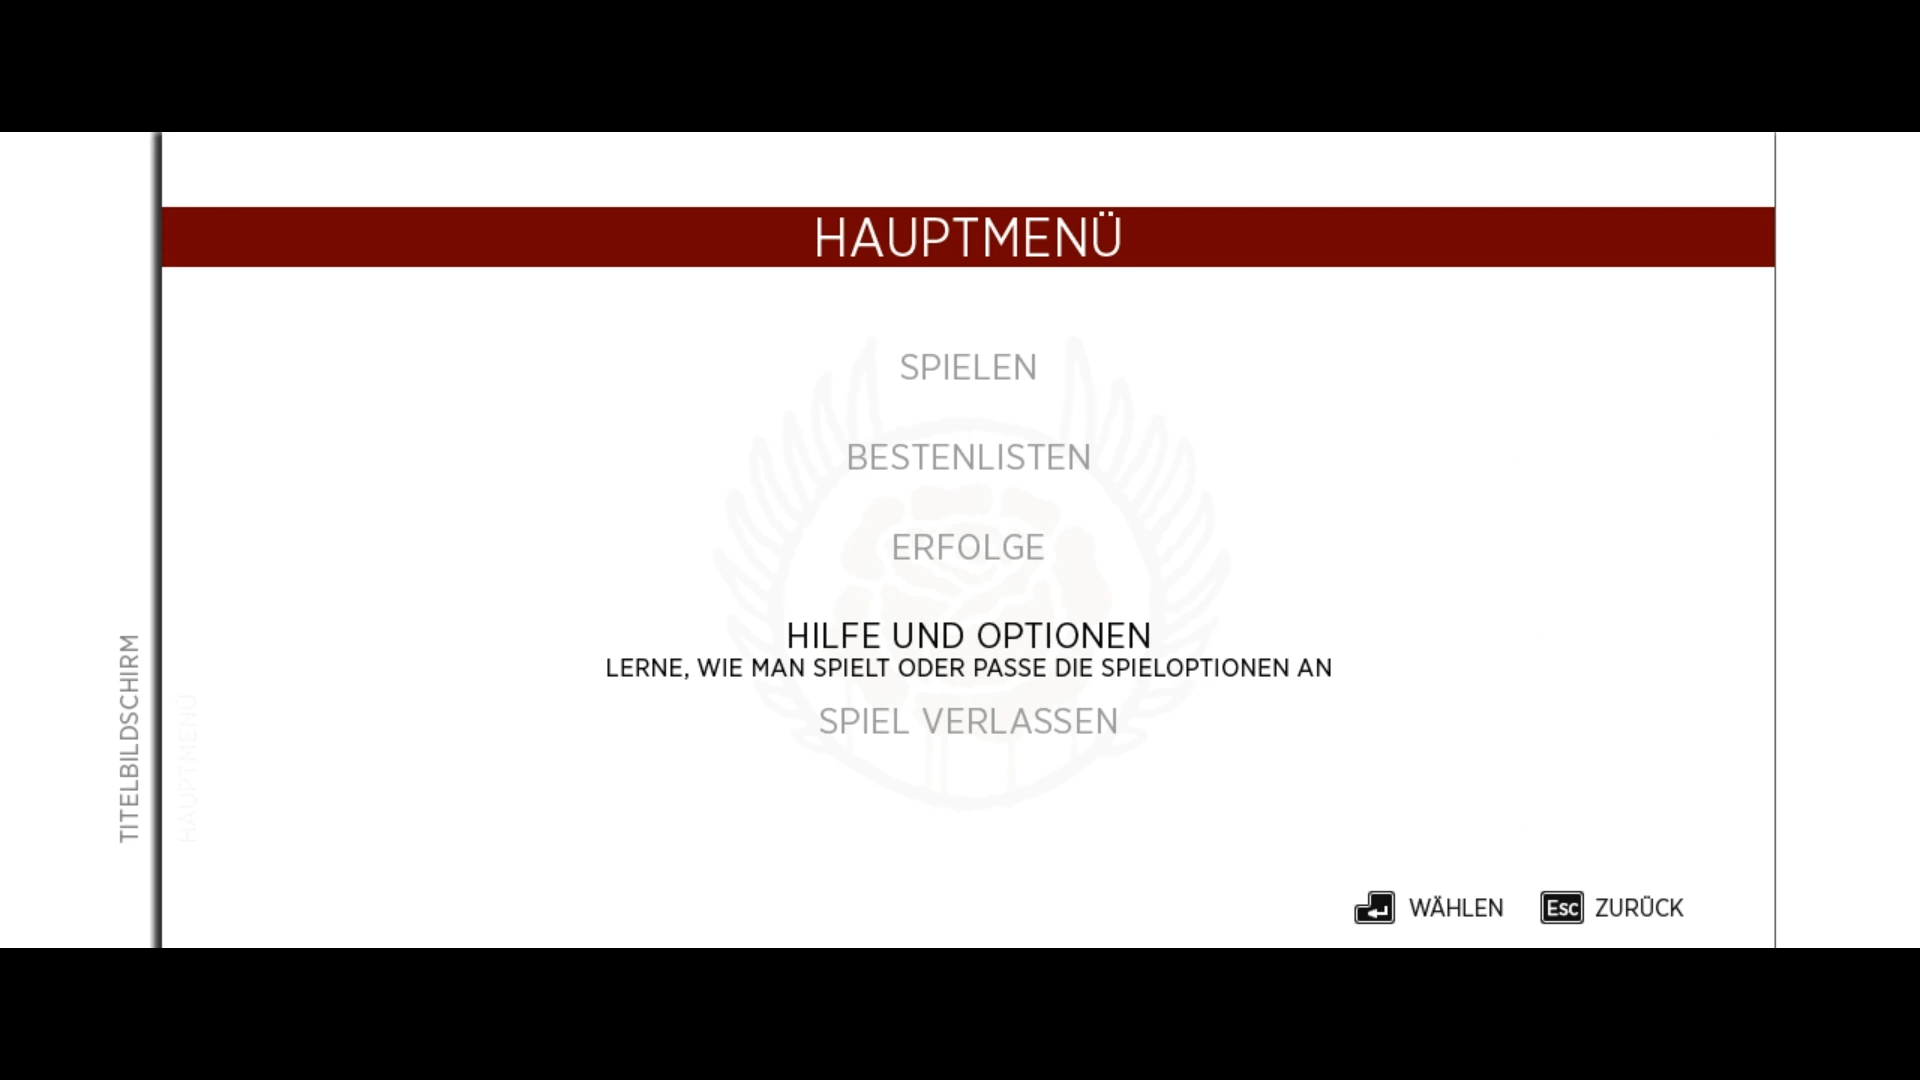 HAUPTMENÜ
SPIELEN
BESTENLISTEN
ERFOLGE
HILFE UND OPTIONEN
LERNE, WIE MAN SPIELT ODER PASSE DIE SPIELOPTIONEN AN
SPIEL VERLASSEN
TITELBILDSCHIRM
HAUPTMENÜ
WÄHLEN
Esc ZURÜCK